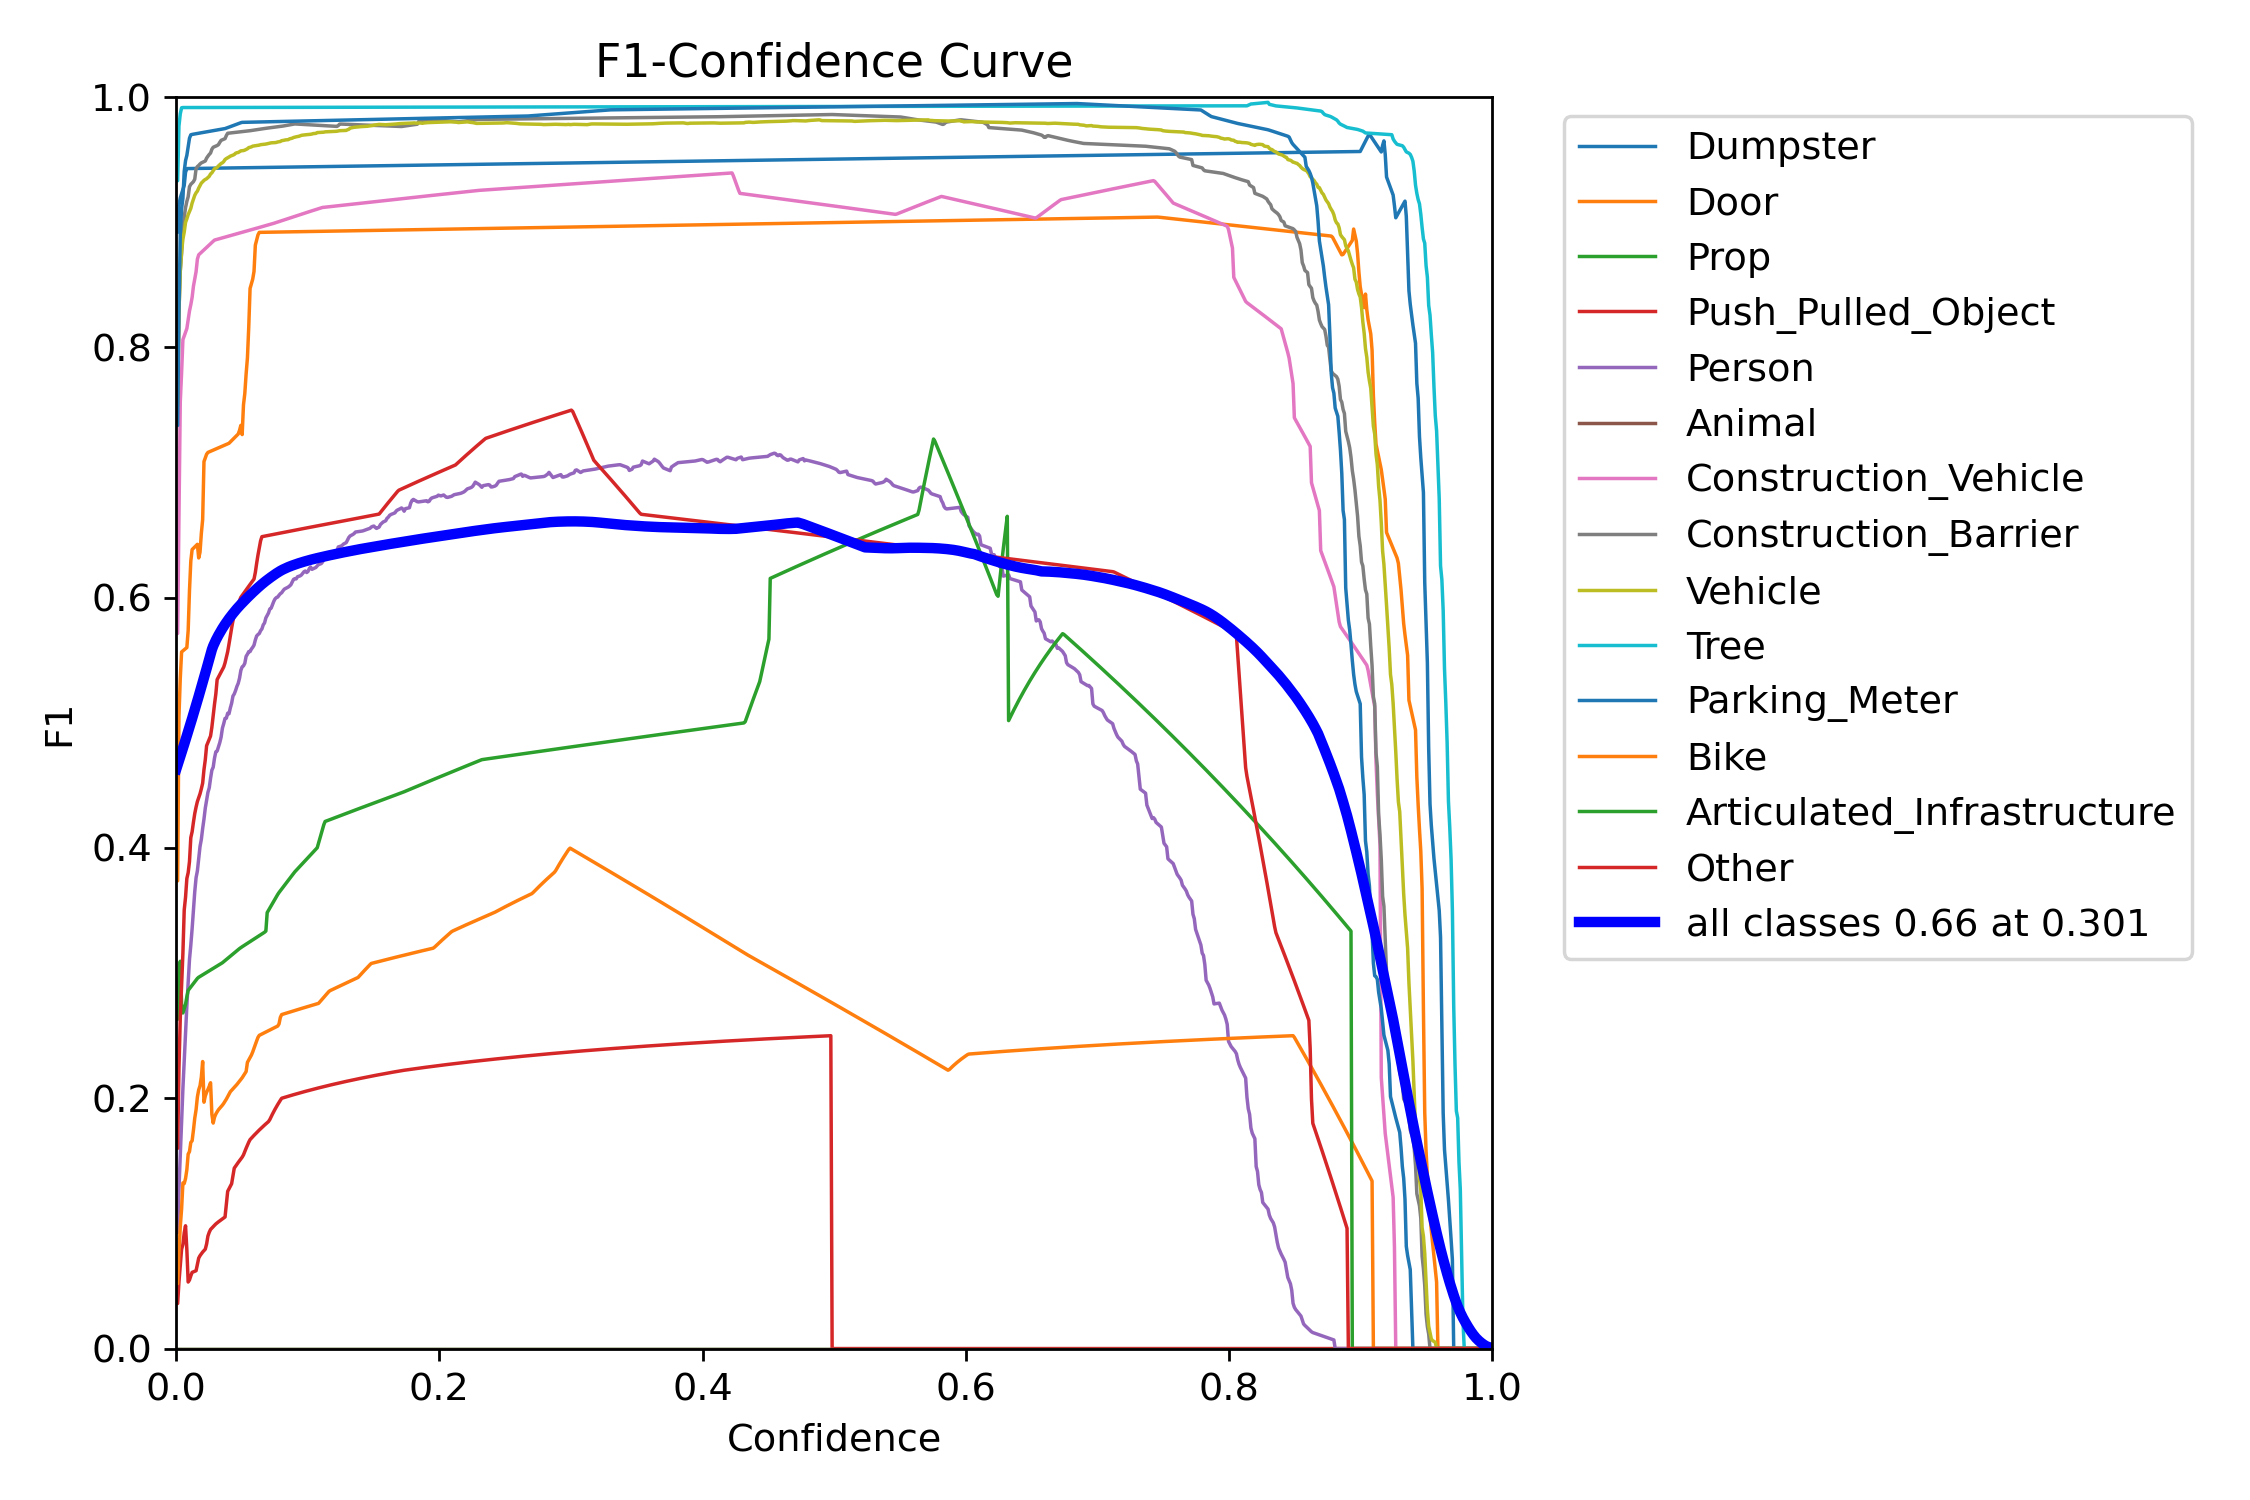 F1-Confidence Curve
1.0
0.8
0.6
0.4
0.2
0.0
F1
0.0 0.2 0.4 0.6 0.8 1.0
Confidence
Dumpster
Door
Prop
Push_Pulled_Object
Person
Animal
Construction_Vehicle
Construction_Barrier
Vehicle
Tree
Parking_Meter
Bike
Articulated_Infrastructure
Other
all classes 0.66 at 0.301